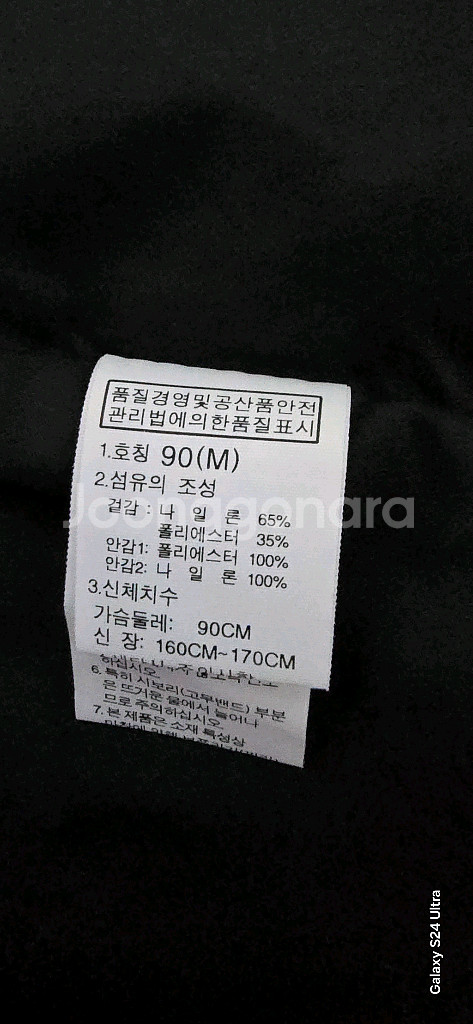 품질경영및공산품안전
관리법에의한품질표시
1.호칭 90(M)
2.섬유의 조성
겉감 : 나 일 론 65%
폴리에스터 35%
안감1: 폴리에스터 100%
안감2: 나 일 론 100%
3.신체치수
가슴둘레: 90CM
신 장: 160CM~170CM
하십시오.
6. 특히 시보리(고무밴드) 부분
은 뜨거운 물에서 늘어나
므로 주의하십시오
7. 본 제품은 소재 특성상
Joonggonara
Galaxy S24 Ultra